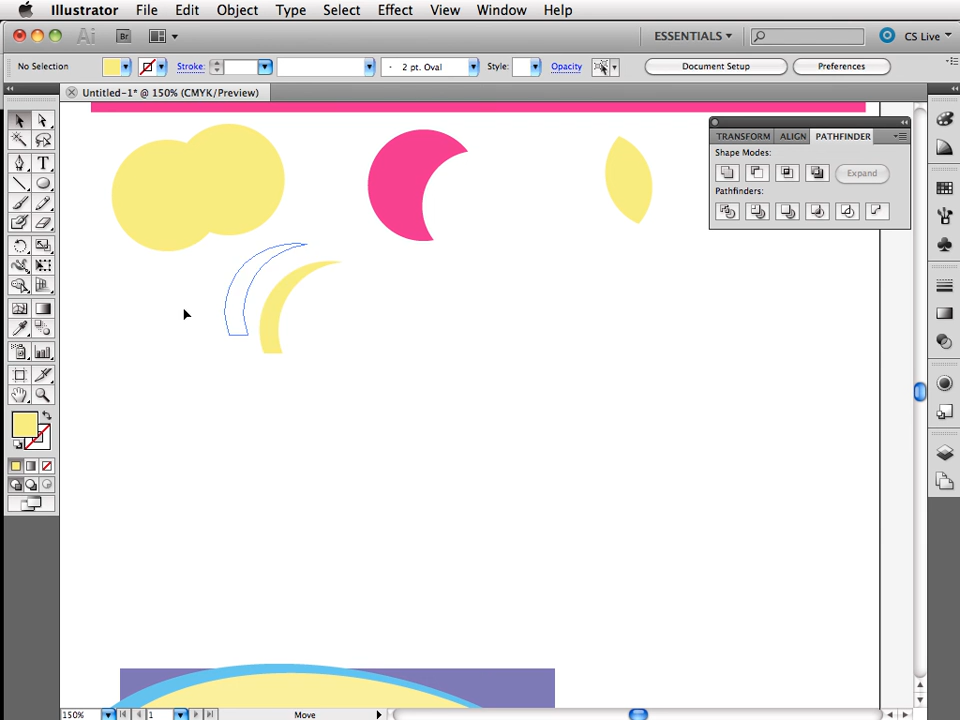 Illustrator File Edit Object Type Select Effect View Window Help
Ai Br ESSENTIALS CS Live
No Selection Stroke: 2 pt. Oval Style: Opacity Document Setup Preferences
Untitled-1* @ 150% (CMYK/Preview)
TRANSFORM ALIGN PATHFINDER
Shape Modes:
Expand
Pathfinders:
T
150% 1 Move